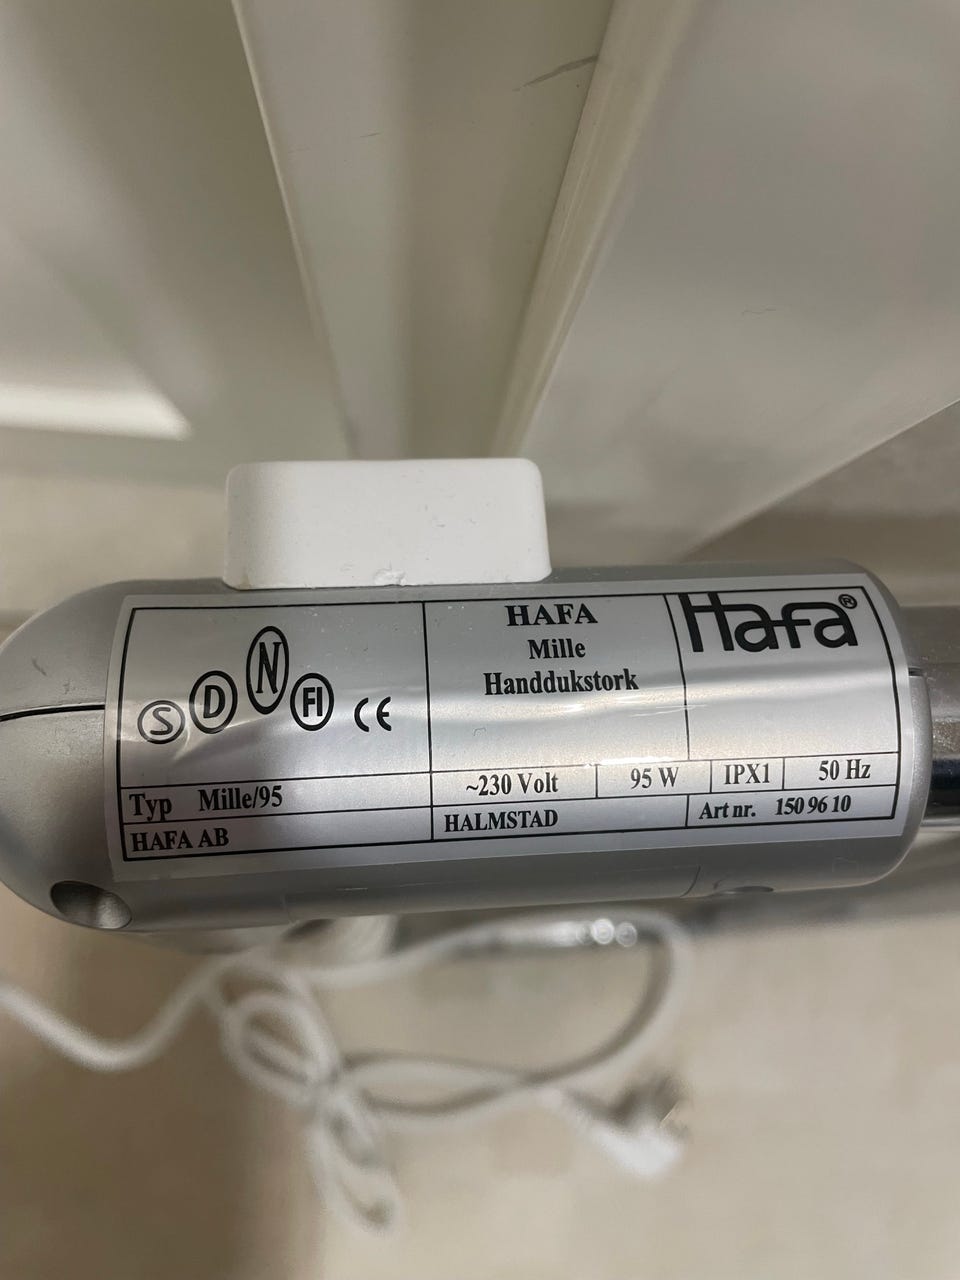 S D N FI CE
HAFA
Mille
Handdukstork
Hafa®
Typ Mille/95
~230 Volt
95 W
IPX1
50 Hz
HAFA AB
HALMSTAD
Art nr. 150 96 10